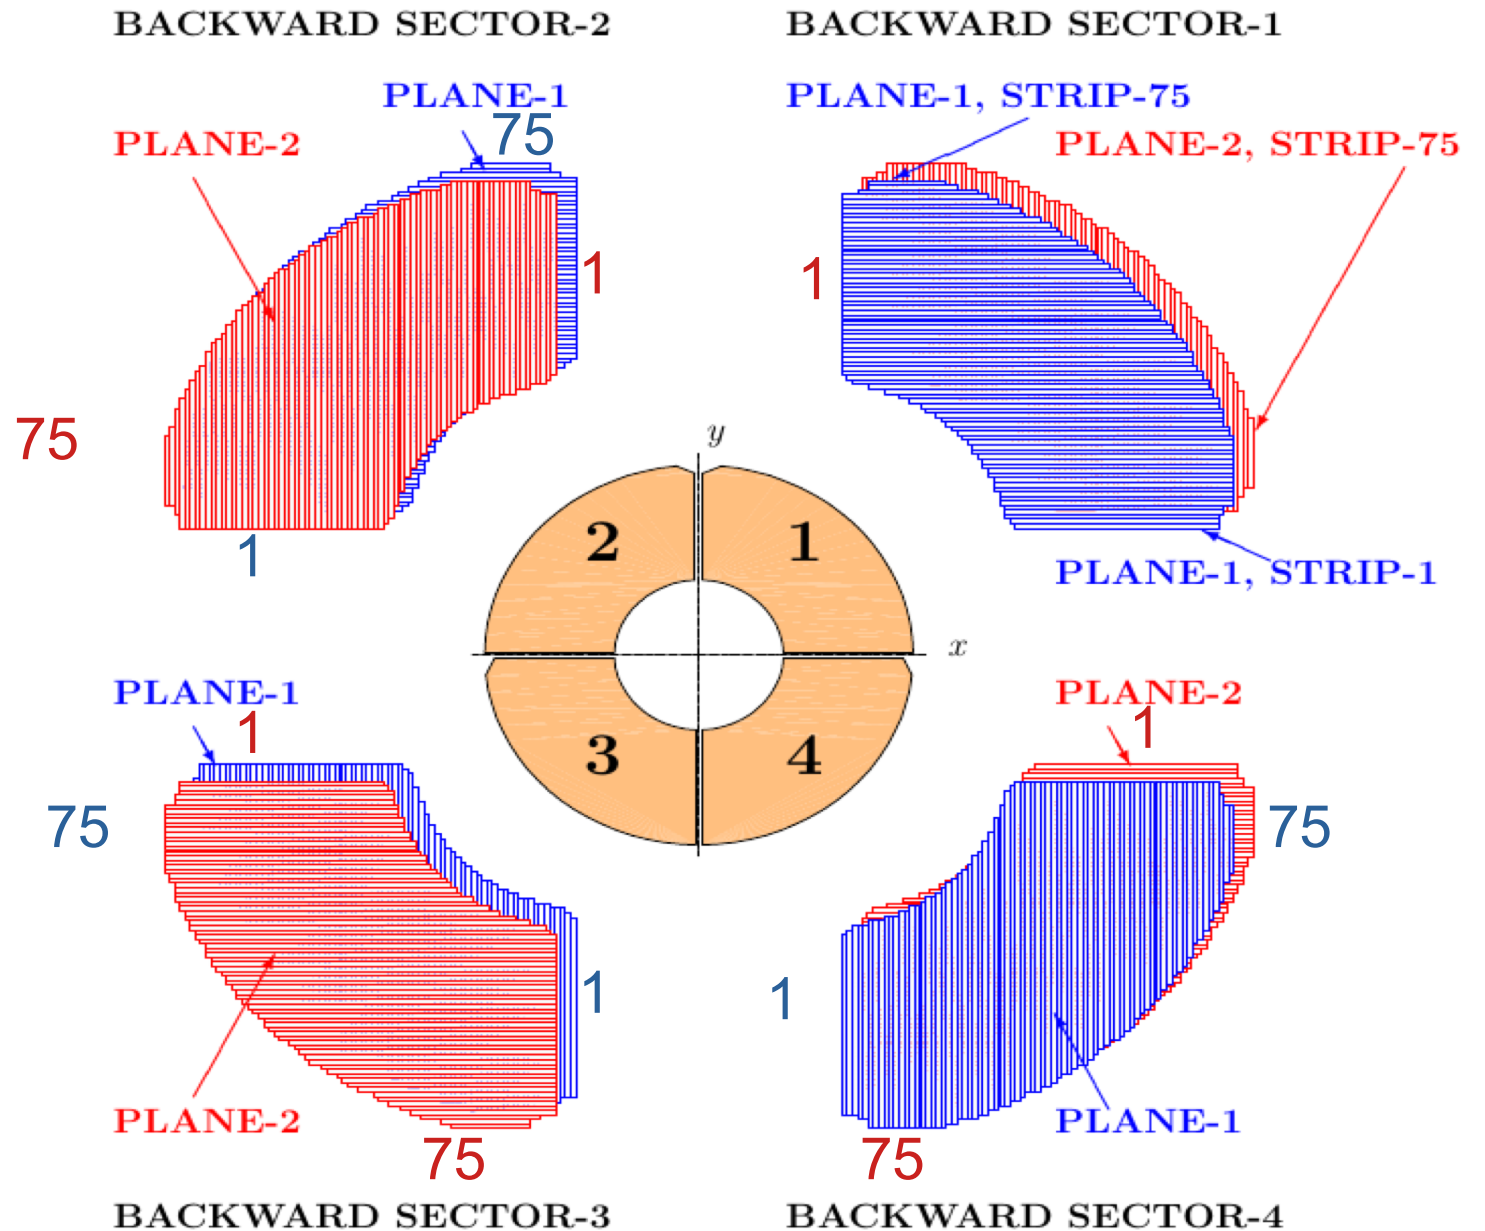 BACKWARD SECTOR-2
BACKWARD SECTOR-1
PLANE-1
75
PLANE-2
1
75
1
PLANE-1, STRIP-75
PLANE-2, STRIP-75
1
PLANE-1, STRIP-1
y
x
2
1
3
4
PLANE-1
1
75
1
PLANE-2
75
PLANE-2
1
75
1
PLANE-1
75
BACKWARD SECTOR-3
BACKWARD SECTOR-4